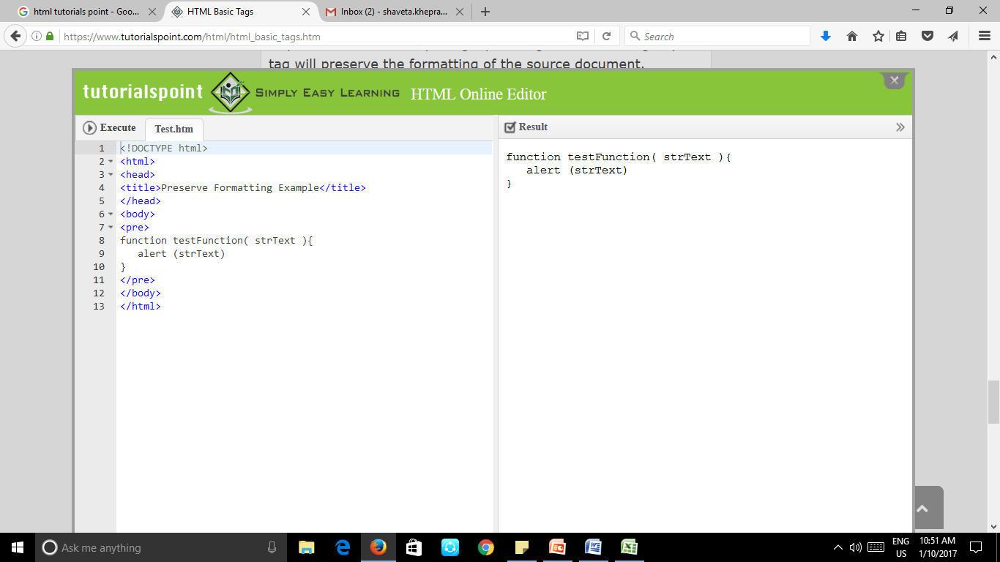 html tutorials point - Goo...
HTML Basic Tags
Inbox (2) - shaveta.khepra...
https://www.tutorialspoint.com/html/html_basic_tags.htm
Search
tag will preserve the formatting of the source document.
tutorialspoint
SIMPLY EASY LEARNING
HTML Online Editor
Execute
Test.htm
Result
1 <!DOCTYPE html>
2 <html>
3 <head>
4 <title>Preserve Formatting Example</title>
5 </head>
6 <body>
7 <pre>
8 function testFunction( strText ){
9    alert (strText)
10 }
11 </pre>
12 </body>
13 </html>
function testFunction( strText ){
   alert (strText)
}
Ask me anything
ENG
US
10:51 AM
1/10/2017